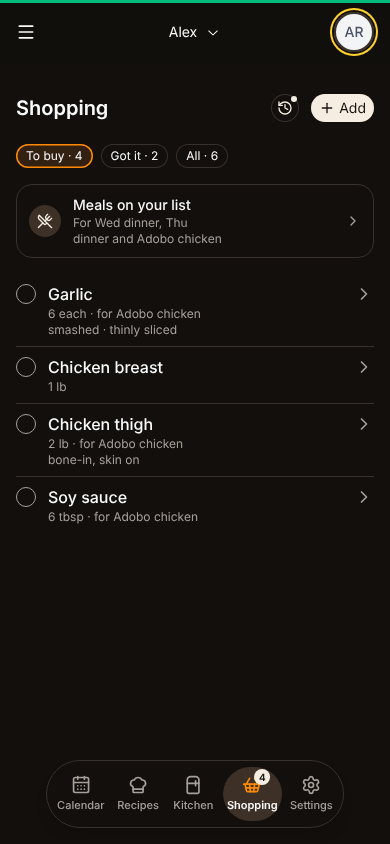 Alex
AR
Shopping
+ Add
To buy · 4
Got it · 2
All · 6
Meals on your list
For Wed dinner, Thu
dinner and Adobo chicken
Garlic
6 each · for Adobo chicken
smashed · thinly sliced
Chicken breast
1 lb
Chicken thigh
2 lb · for Adobo chicken
bone-in, skin on
Soy sauce
6 tbsp · for Adobo chicken
4
Calendar
Recipes
Kitchen
Shopping
Settings